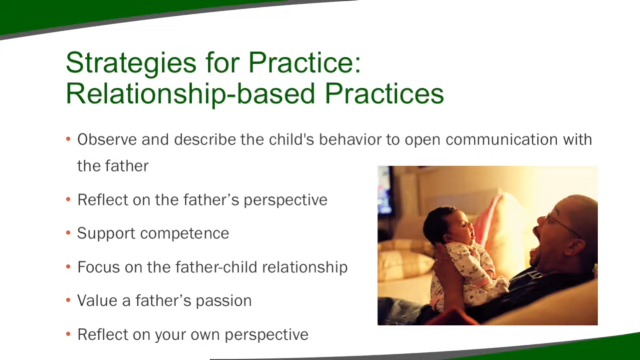 Strategies for Practice:
Relationship-based Practices
• Observe and describe the child's behavior to open communication with
the father
• Reflect on the father’s perspective
• Support competence
• Focus on the father-child relationship
• Value a father’s passion
• Reflect on your own perspective